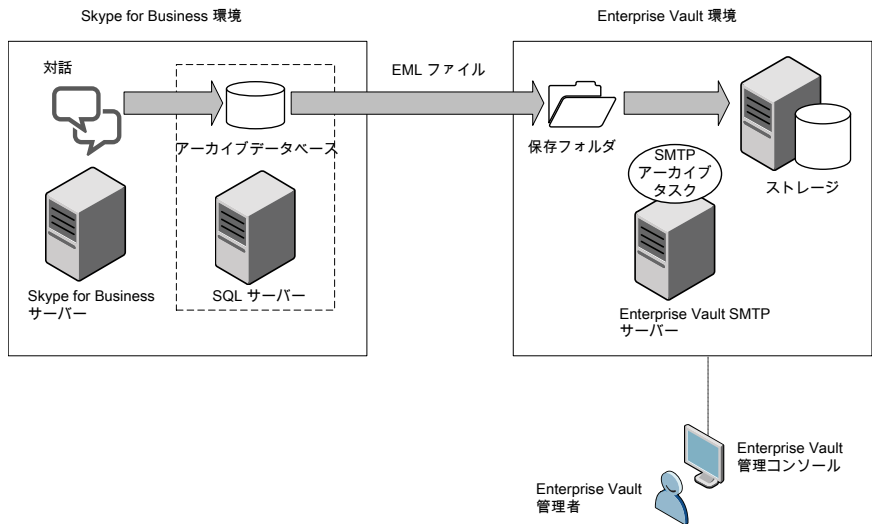 Skype for Business 環境
Enterprise Vault 環境
対話
アーカイブデータベース
EML ファイル
保存フォルダ
ストレージ
SMTP
アーカイブ
タスク
Skype for Business
サーバー
SQL サーバー
Enterprise Vault SMTP
サーバー
Enterprise Vault
管理コンソール
Enterprise Vault
管理者